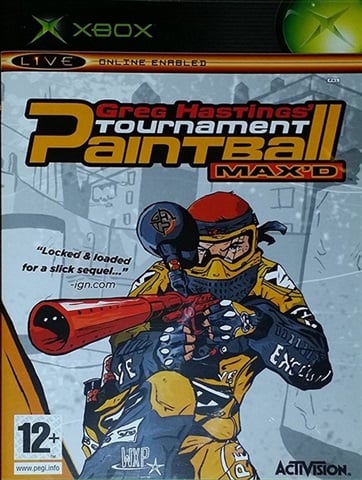 XBOX
LIVE ONLINE ENABLED
Greg Hastings'
Tournament
Paintball
MAX'D
"Locked & loaded
for a slick sequel..."
-ign.com
WXP
12+
www.pegi.info
ACTIVISION.